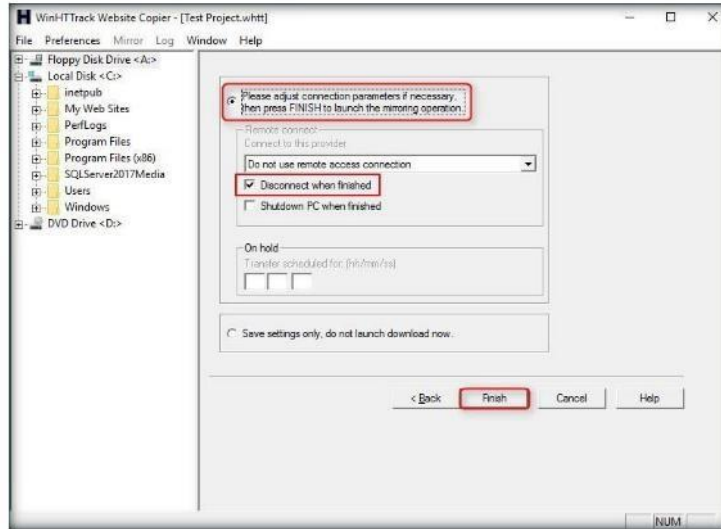 WinHTTrack Website Copier - [Test Project.whtt]
File Preferences Mirror Log Window Help
Floppy Disk Drive <A:>
Local Disk <C:>
inetpub
My Web Sites
PerfLogs
Program Files
Program Files (x86)
SQLServer2017Media
Users
Windows
DVD Drive <D:>
Please adjust connection parameters if necessary,
then press FINISH to launch the mirroring operation.
Remote connect
Connect to this provider
Do not use remote access connection
Disconnect when finished
Shutdown PC when finished
On hold
Transfer scheduled for: (hh/mm/ss)
Save settings only, do not launch download now.
< Back Finish Cancel Help
NUM